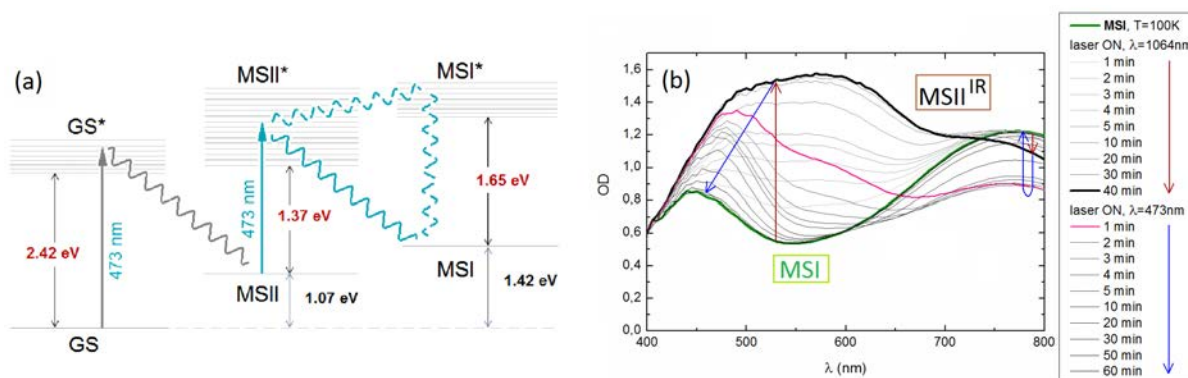 (a)
MSII*
MSI*
GS*
2.42 eV
473 nm
473 nm
1.37 eV
1.65 eV
MSI
MSII
1.07 eV
1.42 eV
GS
(b)
MSII^IR
MSI
OD
1,6
1,4
1,2
1,0
0,8
0,6
0,4
0,2
0,0
400
500
600
700
800
λ (nm)
MSI, T=100K
laser ON, λ=1064nm
1 min
2 min
3 min
4 min
5 min
10 min
20 min
30 min
40 min
laser ON, λ=473nm
1 min
2 min
3 min
4 min
5 min
10 min
20 min
30 min
50 min
60 min